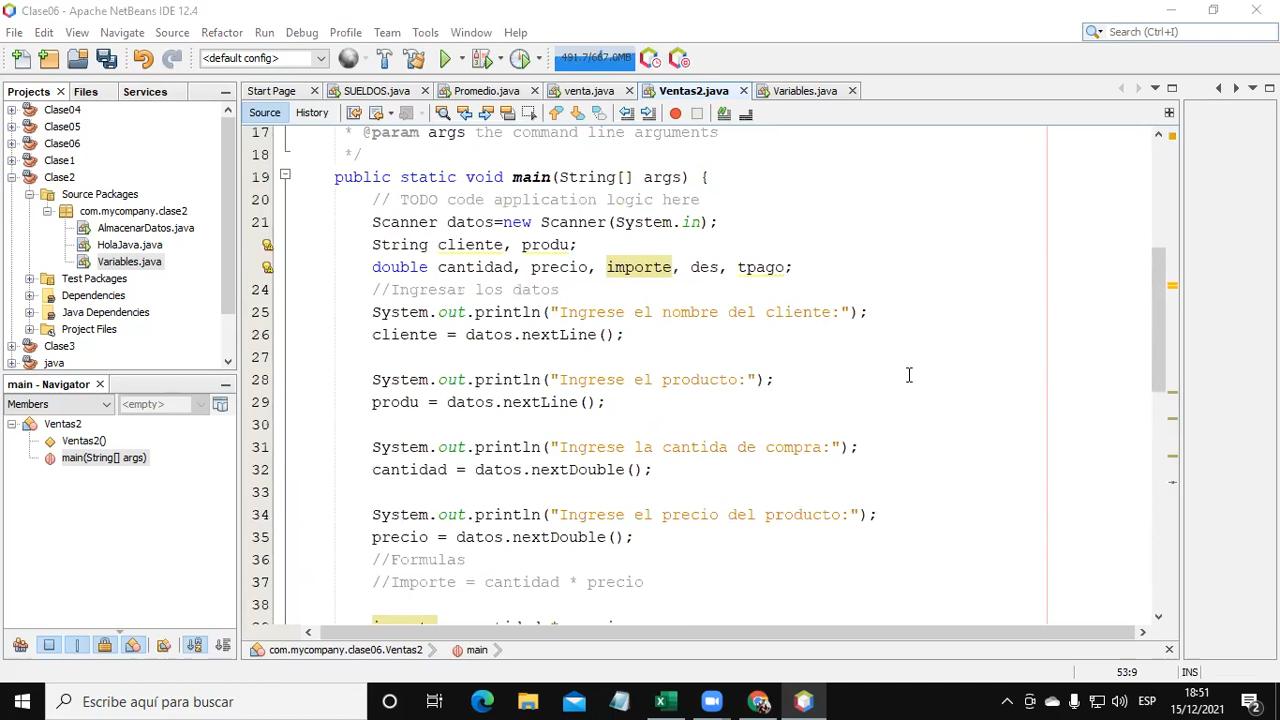 Clase06 - Apache NetBeans IDE 12.4
File Edit View Navigate Source Refactor Run Debug Profile Team Tools Window Help
Search (Ctrl+I)
<default config>
491.7/667.0MB
Projects Files Services
Clase04
Clase05
Clase06
Clase1
Clase2
Source Packages
com.mycompany.clase2
AlmacenarDatos.java
HolaJava.java
Variables.java
Test Packages
Dependencies
Java Dependencies
Project Files
Clase3
java
main - Navigator
Members
<empty>
Ventas2
Ventas2()
main(String[] args)
Start Page SUELDOS.java Promedio.java venta.java Ventas2.java Variables.java
Source History
17 * @param args the command line arguments
18 */
19 public static void main(String[] args) {
20 // TODO code application logic here
21 Scanner datos=new Scanner(System.in);
String cliente, produ;
double cantidad, precio, importe, des, tpago;
24 //Ingresar los datos
25 System.out.println("Ingrese el nombre del cliente:");
26 cliente = datos.nextLine();
27
28 System.out.println("Ingrese el producto:");
29 produ = datos.nextLine();
30
31 System.out.println("Ingrese la cantida de compra:");
32 cantidad = datos.nextDouble();
33
34 System.out.println("Ingrese el precio del producto:");
35 precio = datos.nextDouble();
36 //Formulas
37 //Importe = cantidad * precio
38
com.mycompany.clase06.Ventas2 main
53:9 INS
Escribe aquí para buscar
ESP
18:51
15/12/2021
2